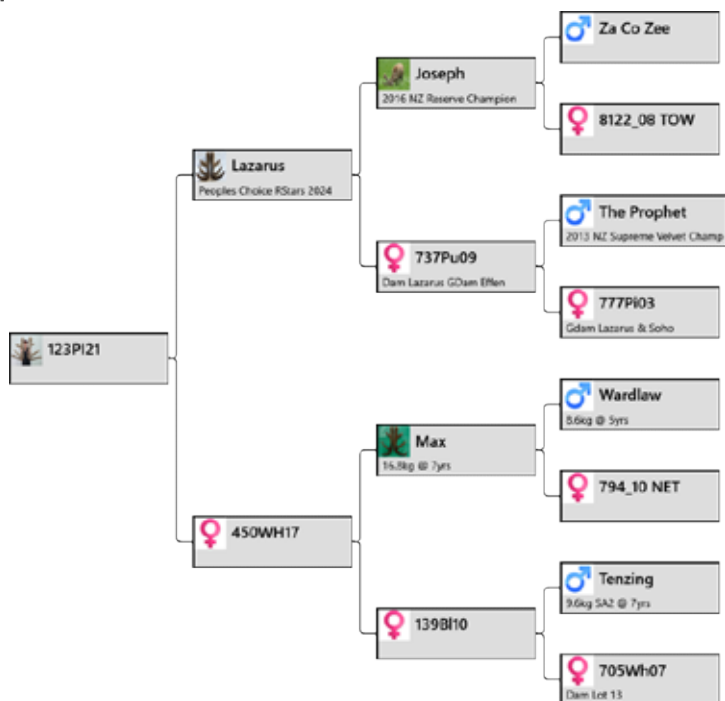 Za Co Zee
Joseph
2016 NZ Reserve Champion
8122_08 TOW
Lazarus
Peoples Choice RStars 2024
The Prophet
2013 NZ Supreme Velvet Champ
737Pu09
Dam Lazarus GDam Effen
777Pi03
Gdam Lazarus & Soho
123PI21
Wardlaw
8.6kg @ 5yrs
Max
16.8kg @ 7yrs
794_10 NET
450WH17
Tenzing
9.6kg SA2 @ 7yrs
139Bl10
705Wh07
Dam Lot 13